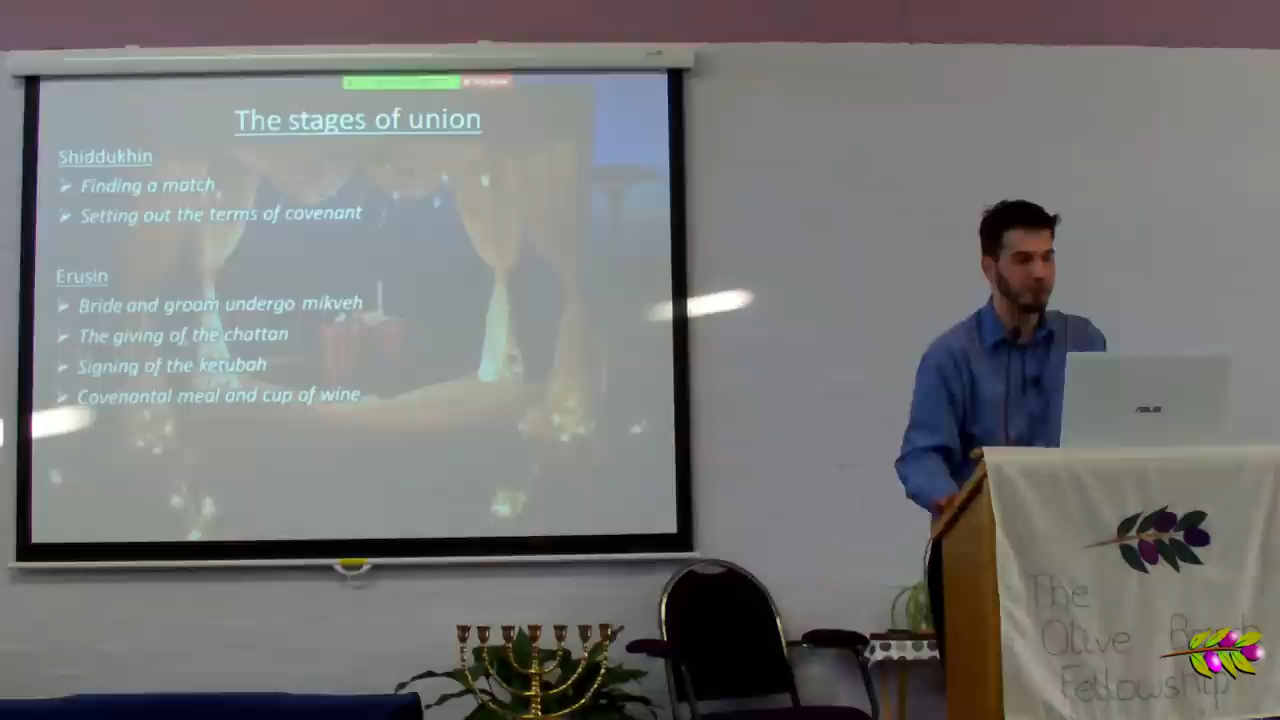 The stages of union
Shiddukhin
➢ Finding a match
➢ Setting out the terms of covenant
Erusin
➢ Bride and groom undergo mikveh
➢ The giving of the chattan
➢ Signing of the ketubah
➢ Covenantal meal and cup of wine
ASUS
The
Olive
Fellowship